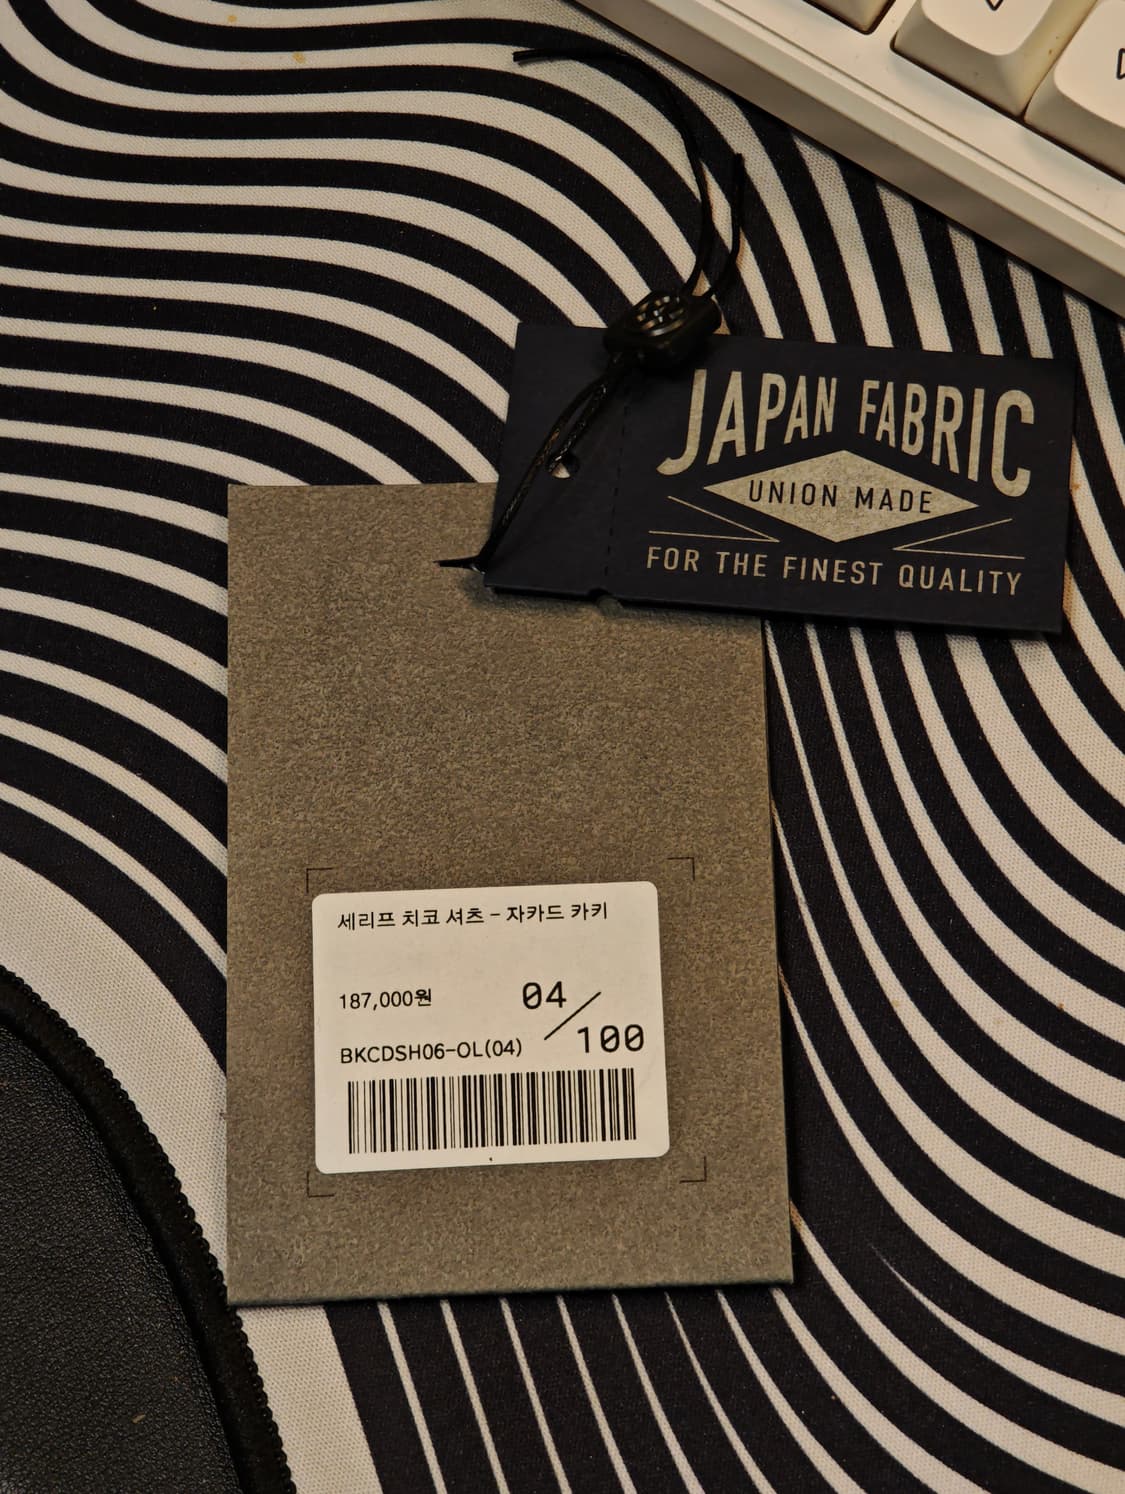 JAPAN FABRIC
UNION MADE
FOR THE FINEST QUALITY
세리프 치코 셔츠 - 자카드 카키
187,000원
04/100
BKCDSH06-OL(04)